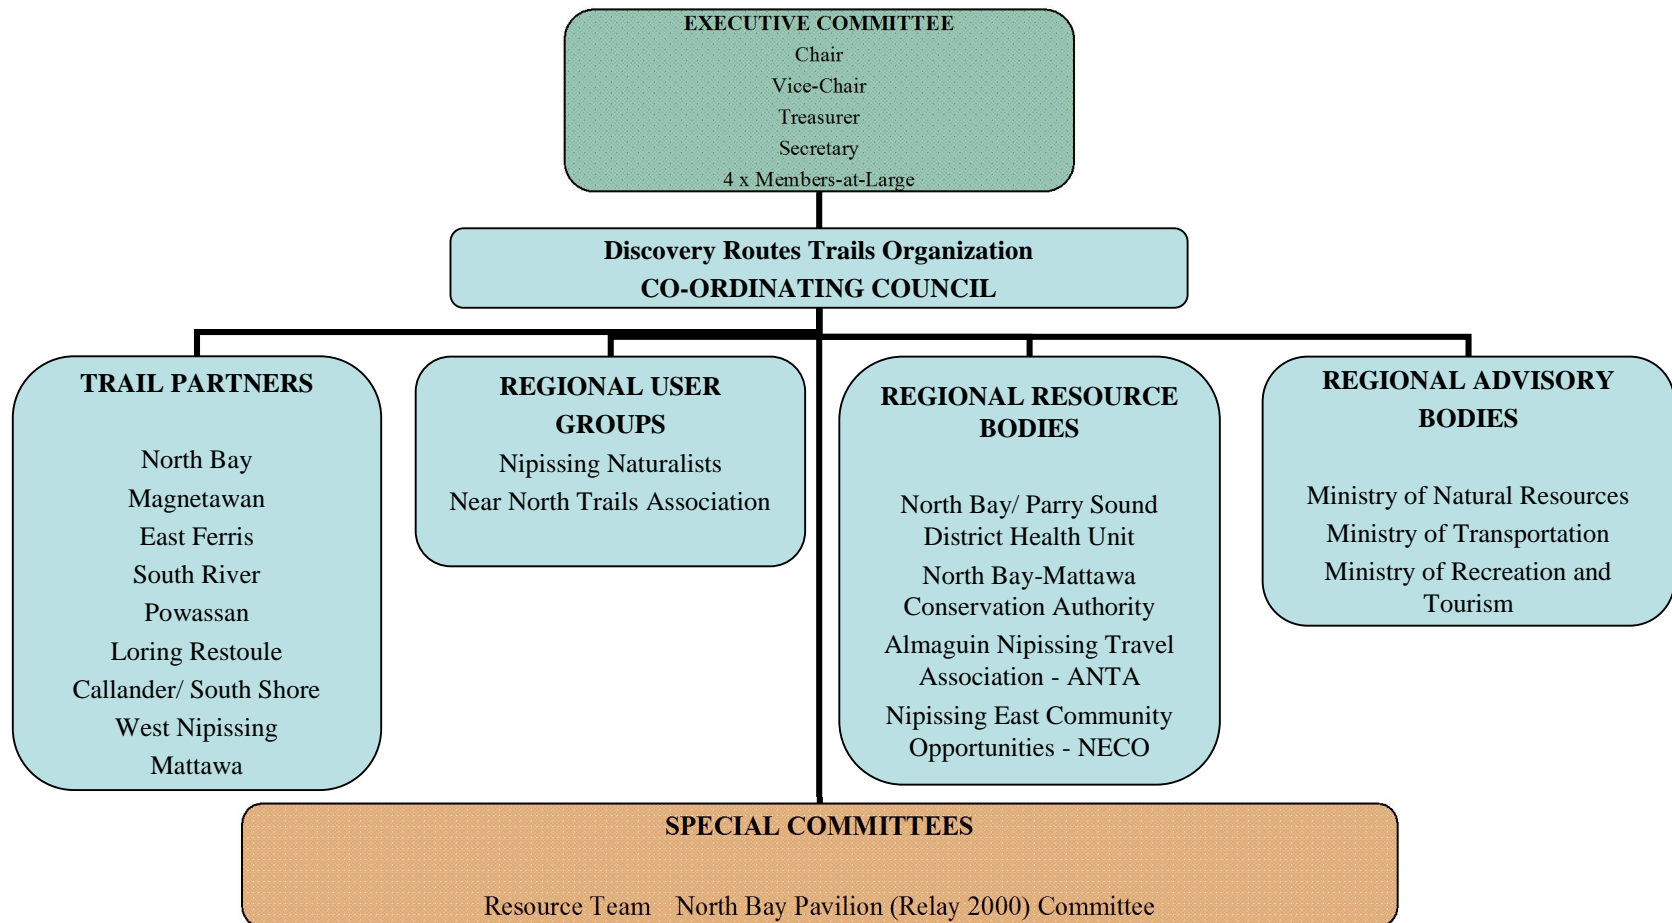 EXECUTIVE COMMITTEE
Chair
Vice-Chair
Treasurer
Secretary
4 x Members-at-Large
Discovery Routes Trails Organization
CO-ORDINATING COUNCIL
TRAIL PARTNERS
North Bay
Magnetawan
East Ferris
South River
Powassan
Loring Restoule
Callander/ South Shore
West Nipissing
Mattawa
REGIONAL USER
GROUPS
Nipissing Naturalists
Near North Trails Association
REGIONAL RESOURCE
BODIES
North Bay/ Parry Sound
District Health Unit
North Bay-Mattawa
Conservation Authority
Almaguin Nipissing Travel
Association - ANTA
Nipissing East Community
Opportunities - NECO
REGIONAL ADVISORY
BODIES
Ministry of Natural Resources
Ministry of Transportation
Ministry of Recreation and
Tourism
SPECIAL COMMITTEES
Resource Team    North Bay Pavilion (Relay 2000) Committee